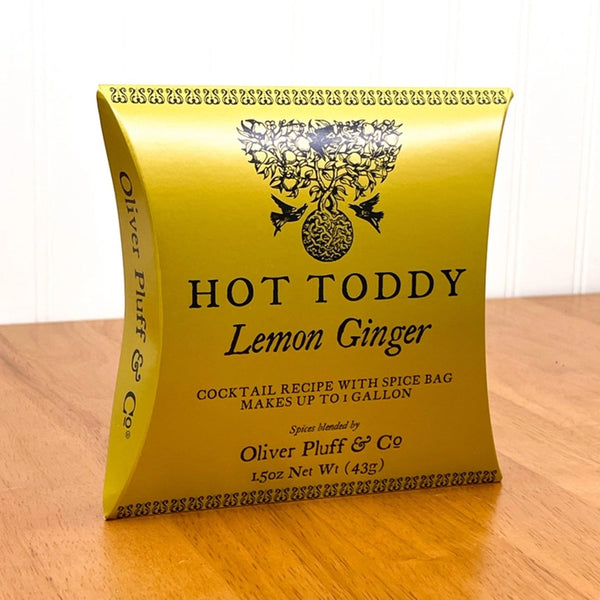 Oliver Pluff & Co®
HOT TODDY
Lemon Ginger
COCKTAIL RECIPE WITH SPICE BAG
MAKES UP TO 1 GALLON
Spices blended by
Oliver Pluff & Co
1.5oz Net Wt (43g)